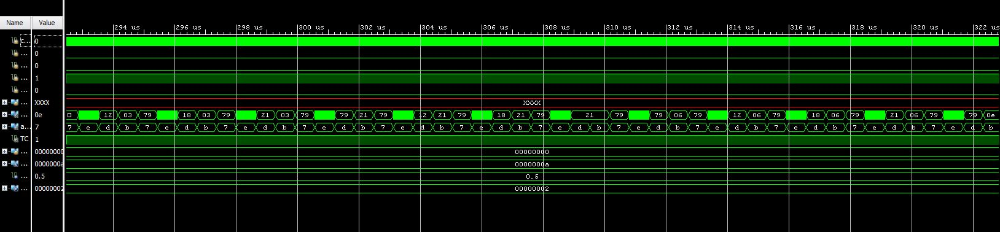 Name Value 294 us 296 us 298 us 300 us 302 us 304 us 306 us 308 us 310 us 312 us 314 us 316 us 318 us 320 us 322 us
c... 0
... 0
... 0
... 1
... 0
... XXXX XXXX
... 0e 12 03 79 18 03 79 21 03 79 79 21 79 12 21 79 18 21 79 21 79 79 06 79 12 06 79 18 06 79 21 06 79 79 0e
a... 7 7 e d b 7 e d b 7 e d b 7 e d b 7 e d b 7 e d b 7 e d b 7 e d b 7 e d b 7 e d b 7 e d b 7 e d b
TC 1
... 00000000 00000000
... 0000000a 0000000a
... 0.5 0.5
... 00000002 00000002